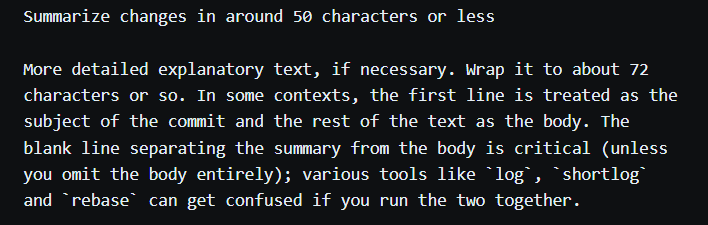 Summarize changes in around 50 characters or less

More detailed explanatory text, if necessary. Wrap it to about 72
characters or so. In some contexts, the first line is treated as the
subject of the commit and the rest of the text as the body. The
blank line separating the summary from the body is critical (unless
you omit the body entirely); various tools like `log`, `shortlog`
and `rebase` can get confused if you run the two together.